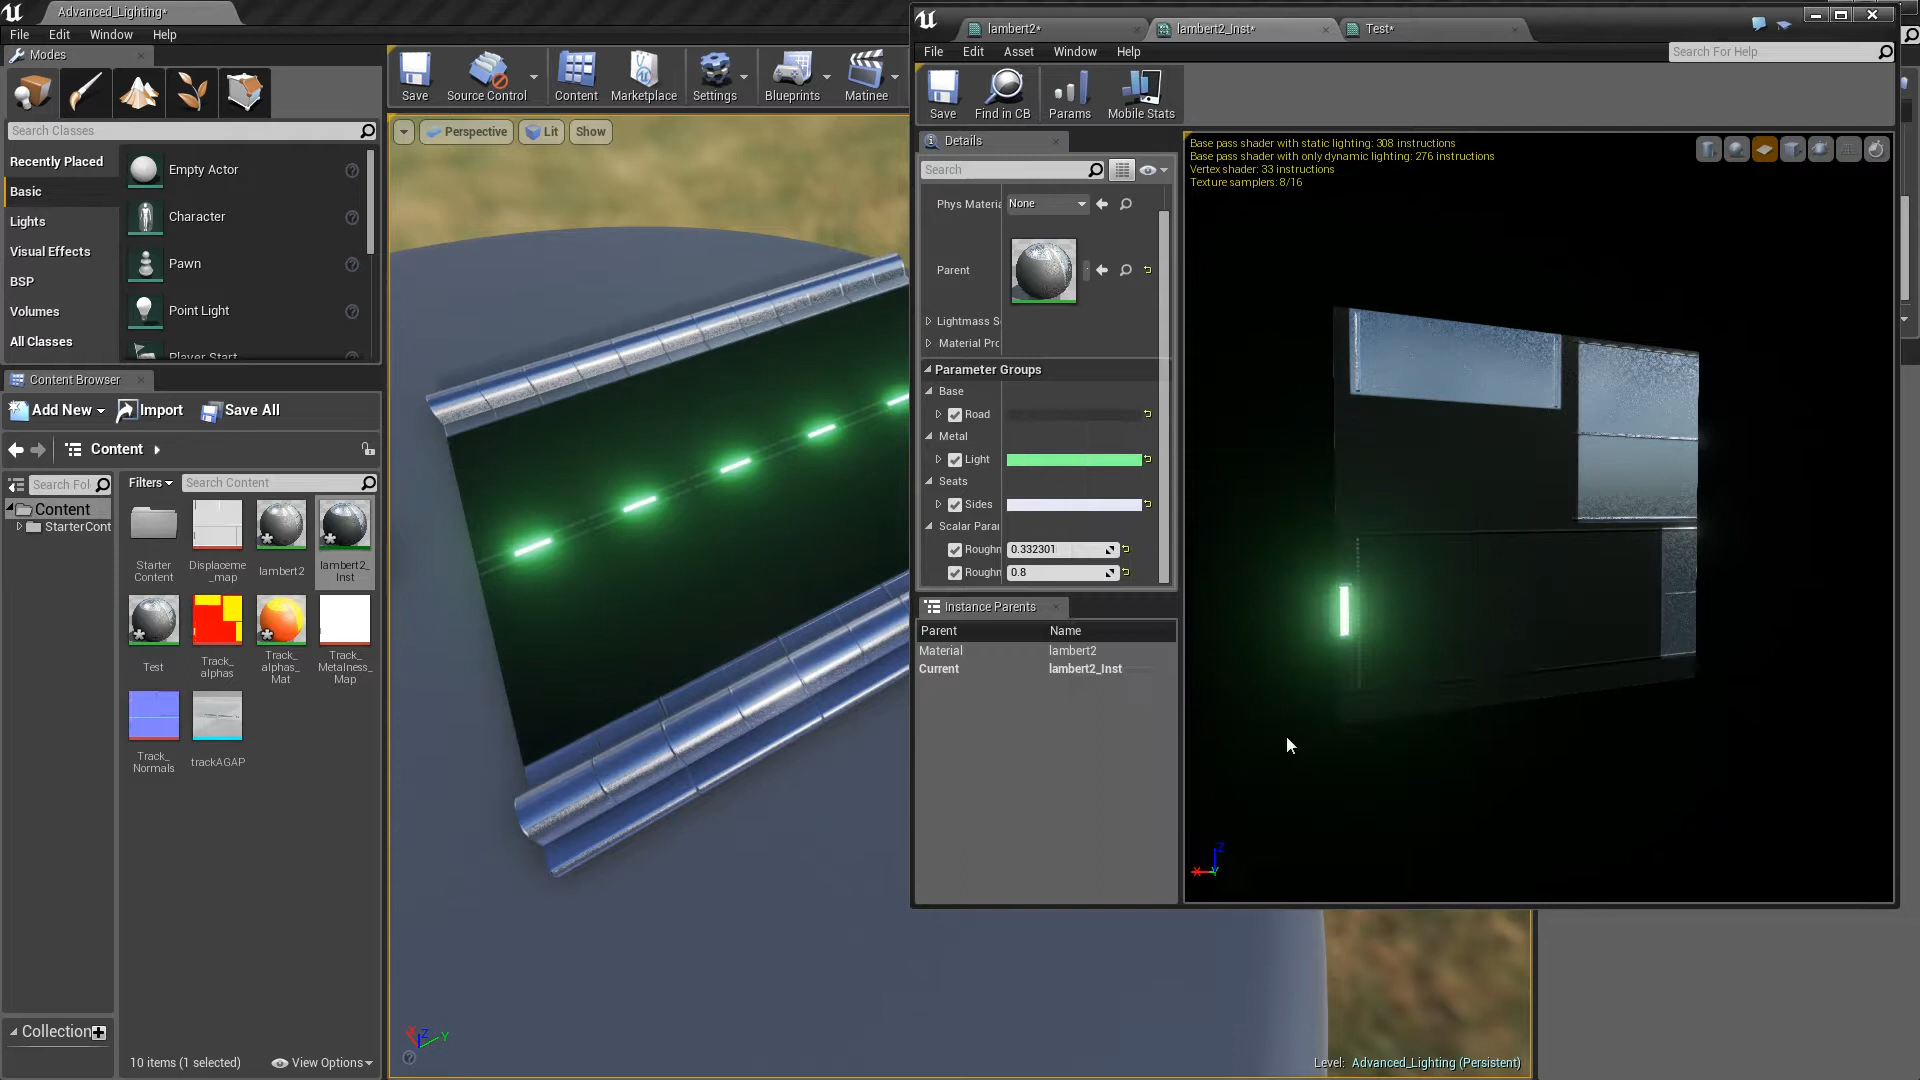 Advanced_Lighting*
File Edit Window Help
Modes
Search Classes
Recently Placed
Basic
Lights
Visual Effects
BSP
Volumes
All Classes
Empty Actor
Character
Pawn
Point Light
Player Start
Content Browser
Add New Import Save All
Content
Search Fol
Content
StarterCont
Filters Search Content
Starter Content
Displaceme_map
lambert2
lambert2_Inst
Test
Track_alphas
Track_alphas_Mat
Track_Metalness_Map
Track_Normals
trackAGAP
Collection
10 items (1 selected) View Options
Save Source Control Content Marketplace Settings Blueprints Matinee
Perspective Lit Show
X Z Y
Level: Advanced_Lighting (Persistent)
lambert2* lambert2_Inst* Test*
File Edit Asset Window Help
Search For Help
Save Find in CB Params Mobile Stats
Details
Search
Phys Materia None
Parent
Lightmass S
Material Prc
Parameter Groups
Base
Road
Metal
Light
Seats
Sides
Scalar Parai
Roughn 0.332301
Roughn 0.8
Instance Parents
Parent Name
Material lambert2
Current lambert2_Inst
Base pass shader with static lighting: 308 instructions
Base pass shader with only dynamic lighting: 276 instructions
Vertex shader: 33 instructions
Texture samplers: 8/16
Z
X